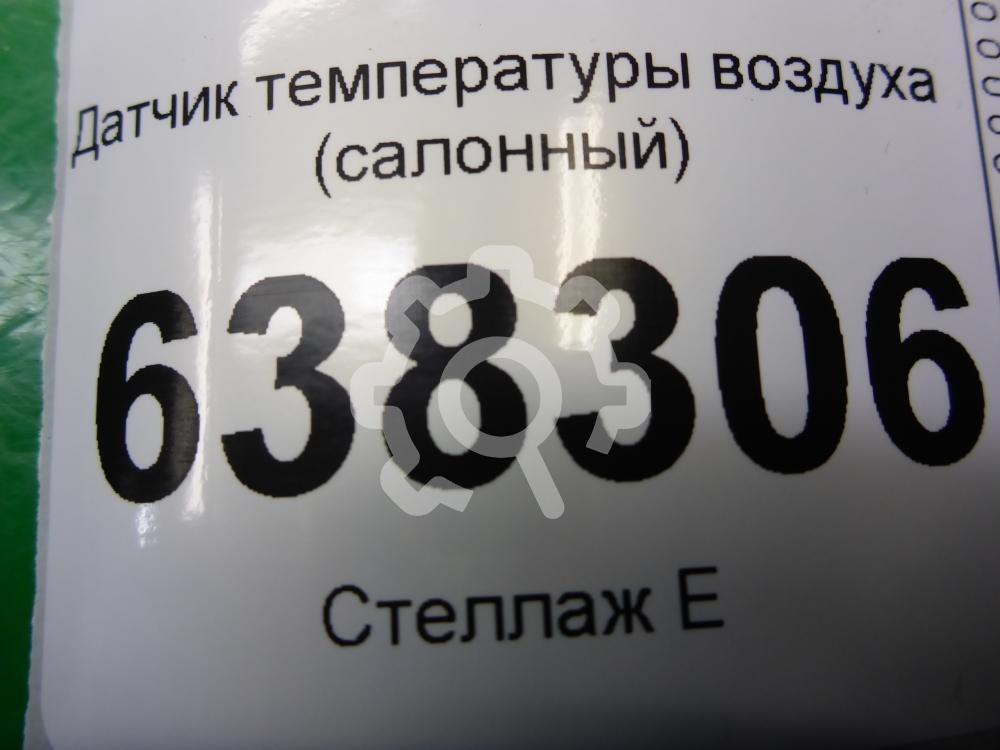 Датчик температуры воздуха
(салонный)
638306
Стеллаж Е